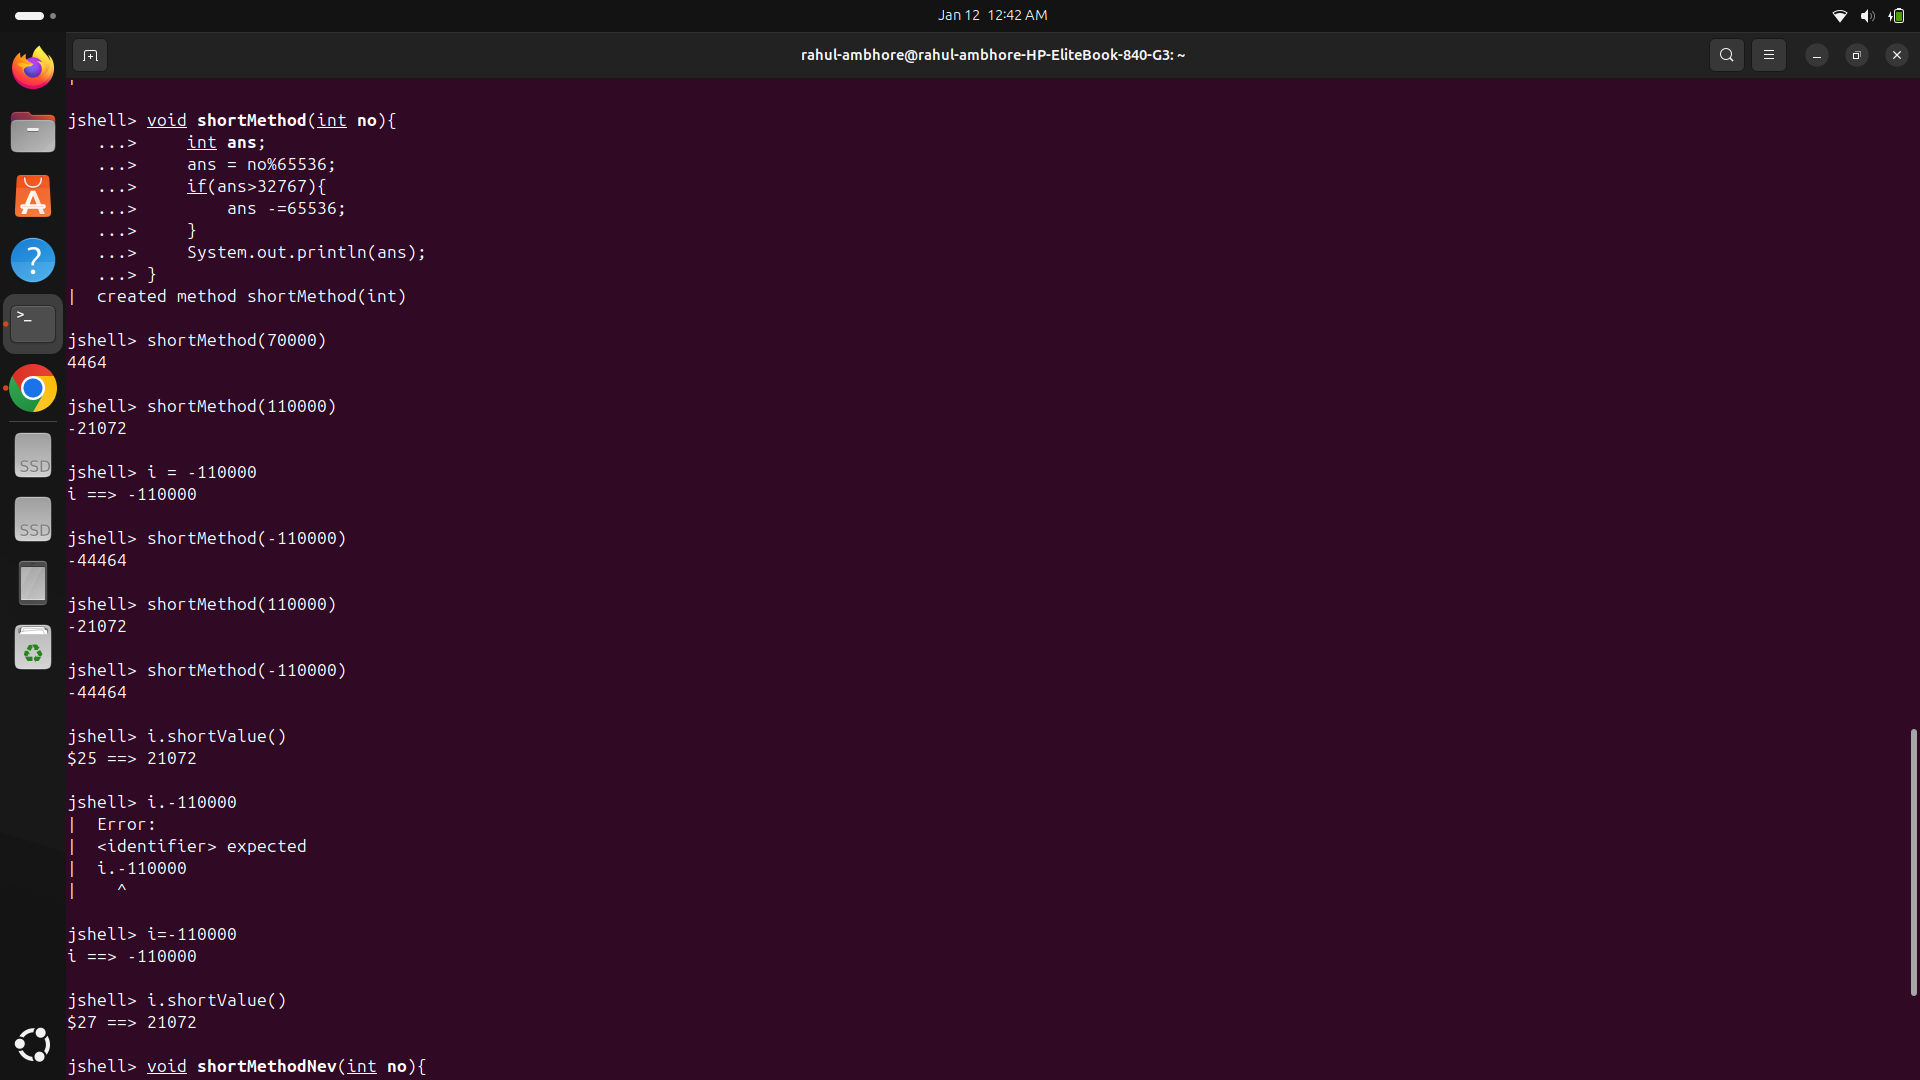 Jan 12  12:42 AM
rahul-ambhore@rahul-ambhore-HP-EliteBook-840-G3: ~
jshell> void shortMethod(int no){
   ...>     int ans;
   ...>     ans = no%65536;
   ...>     if(ans>32767){
   ...>         ans -=65536;
   ...>     }
   ...>     System.out.println(ans);
   ...> }
|  created method shortMethod(int)
jshell> shortMethod(70000)
4464
jshell> shortMethod(110000)
-21072
jshell> i = -110000
i ==> -110000
jshell> shortMethod(-110000)
-44464
jshell> shortMethod(110000)
-21072
jshell> shortMethod(-110000)
-44464
jshell> i.shortValue()
$25 ==> 21072
jshell> i.-110000
|  Error:
|  <identifier> expected
|  i.-110000
|    ^
jshell> i=-110000
i ==> -110000
jshell> i.shortValue()
$27 ==> 21072
jshell> void shortMethodNev(int no){
>_
SSD
SSD